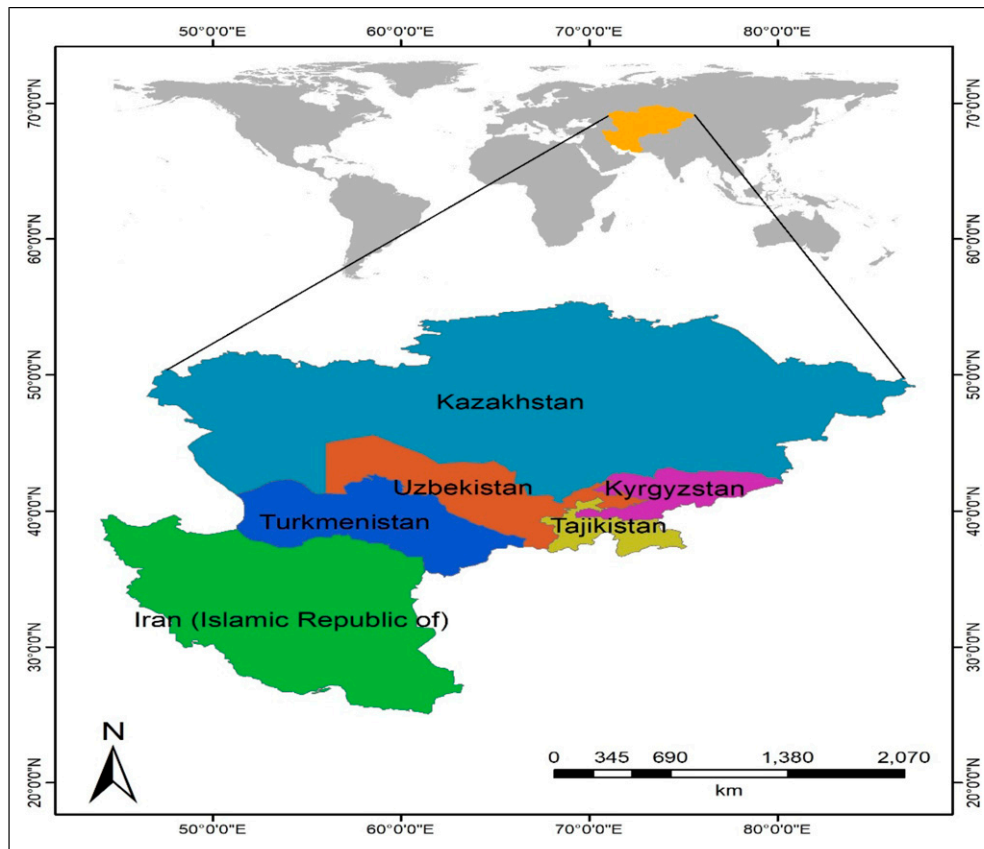 50°0'0"E 60°0'0"E 70°0'0"E 80°0'0"E
70°0'0"N 70°0'0"N
60°0'0"N 60°0'0"N
50°0'0"N 50°0'0"N
Kazakhstan
Uzbekistan
Kyrgyzstan
40°0'0"N 40°0'0"N
Turkmenistan
Tajikistan
Iran (Islamic Republic of)
30°0'0"N 30°0'0"N
N
0 345 690 1,380 2,070
km
20°0'0"N 20°0'0"N
50°0'0"E 60°0'0"E 70°0'0"E 80°0'0"E